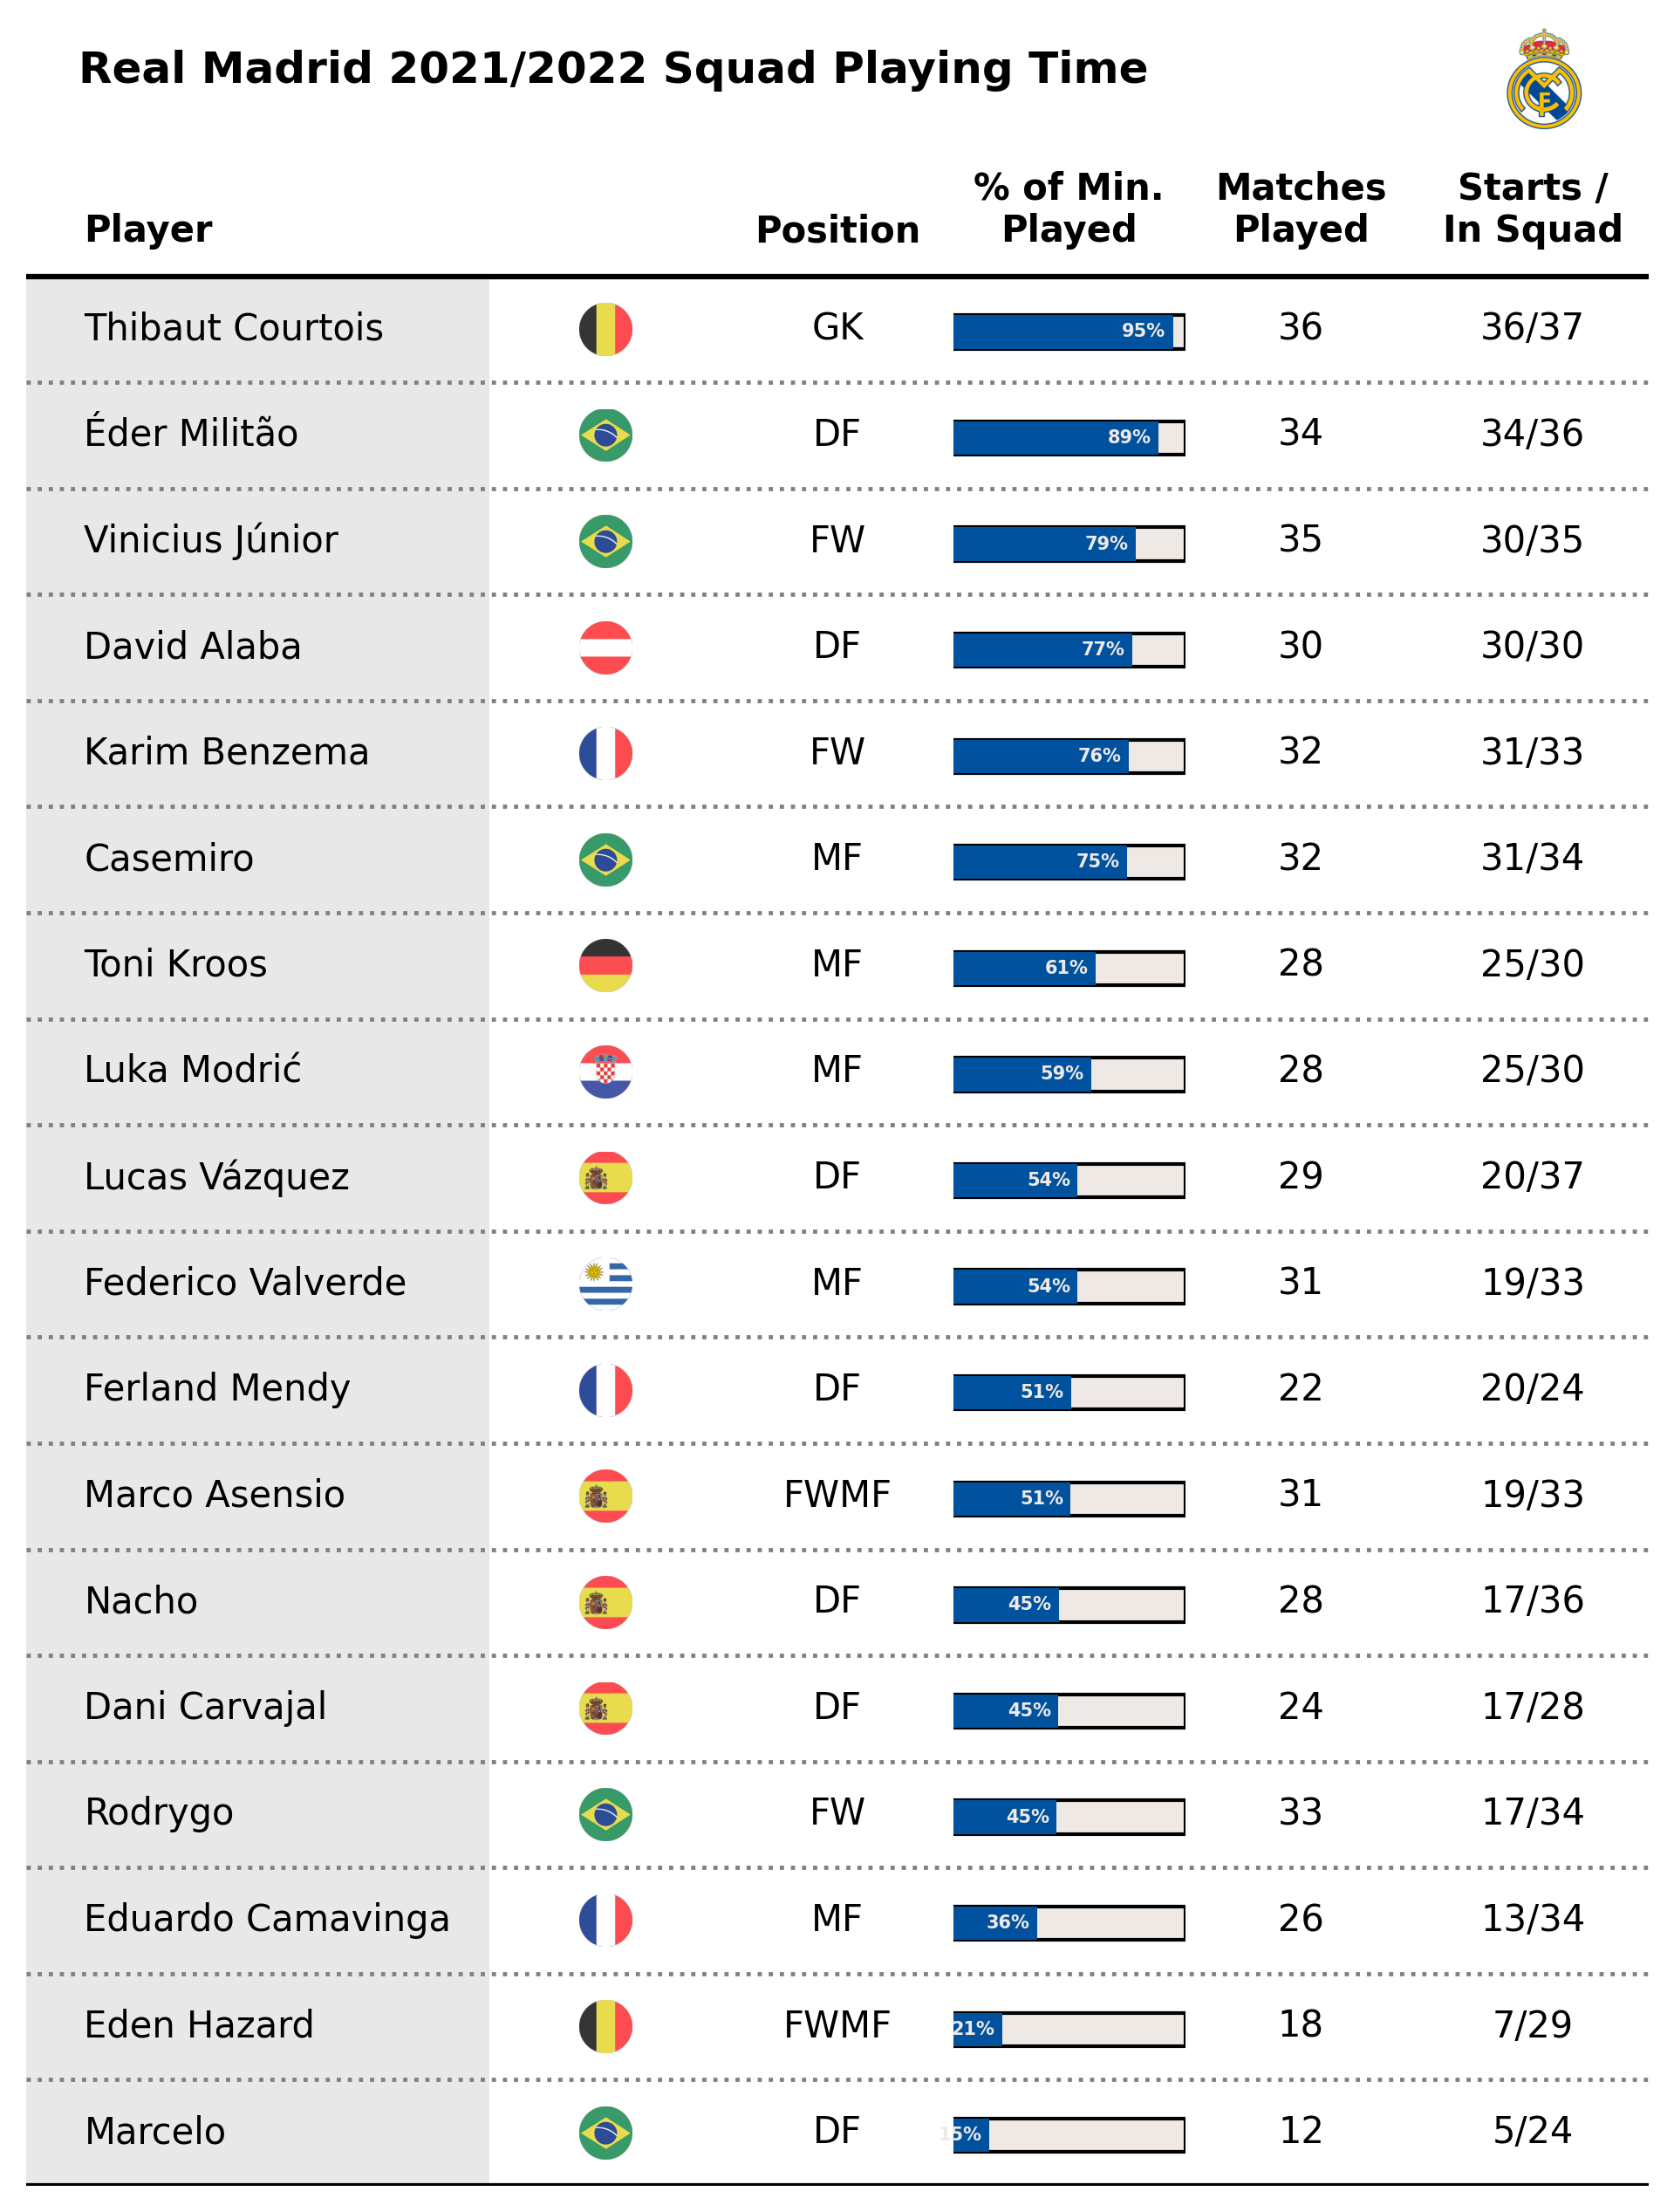 Real Madrid 2021/2022 Squad Playing Time
Player Position % of Min. Played Matches Played Starts / In Squad
Thibaut Courtois GK 95% 36 36/37
Éder Militão DF 89% 34 34/36
Vinicius Júnior FW 79% 35 30/35
David Alaba DF 77% 30 30/30
Karim Benzema FW 76% 32 31/33
Casemiro MF 75% 32 31/34
Toni Kroos MF 61% 28 25/30
Luka Modrić MF 59% 28 25/30
Lucas Vázquez DF 54% 29 20/37
Federico Valverde MF 54% 31 19/33
Ferland Mendy DF 51% 22 20/24
Marco Asensio FWMF 51% 31 19/33
Nacho DF 45% 28 17/36
Dani Carvajal DF 45% 24 17/28
Rodrygo FW 45% 33 17/34
Eduardo Camavinga MF 36% 26 13/34
Eden Hazard FWMF 21% 18 7/29
Marcelo DF 15% 12 5/24